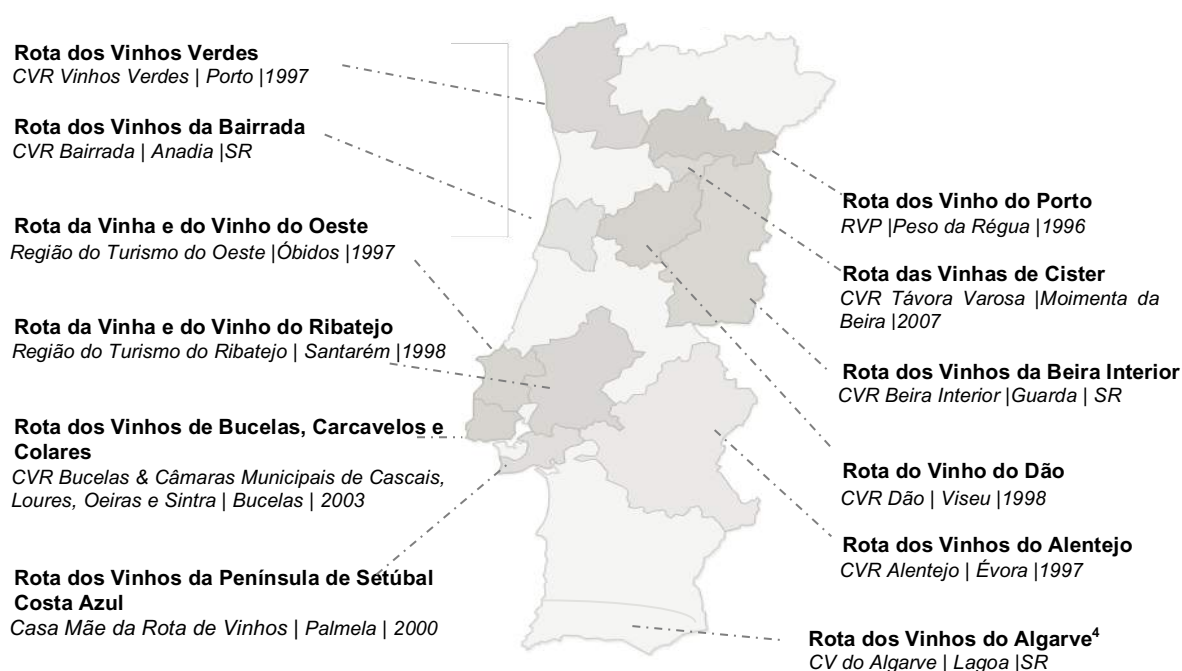 Rota dos Vinhos Verdes
CVR Vinhos Verdes | Porto |1997
Rota dos Vinhos da Bairrada
CVR Bairrada | Anadia |SR
Rota da Vinha e do Vinho do Oeste
Região do Turismo do Oeste |Óbidos |1997
Rota da Vinha e do Vinho do Ribatejo
Região do Turismo do Ribatejo | Santarém |1998
Rota dos Vinhos de Bucelas, Carcavelos e
Colares
CVR Bucelas & Câmaras Municipais de Cascais,
Loures, Oeiras e Sintra | Bucelas | 2003
Rota dos Vinhos da Península de Setúbal
Costa Azul
Casa Mãe da Rota de Vinhos | Palmela | 2000
Rota dos Vinho do Porto
RVP |Peso da Régua |1996
Rota das Vinhas de Cister
CVR Távora Varosa |Moimenta da
Beira |2007
Rota dos Vinhos da Beira Interior
CVR Beira Interior |Guarda | SR
Rota do Vinho do Dão
CVR Dão | Viseu |1998
Rota dos Vinhos do Alentejo
CVR Alentejo | Évora |1997
Rota dos Vinhos do Algarve⁴
CV do Algarve | Lagoa |SR